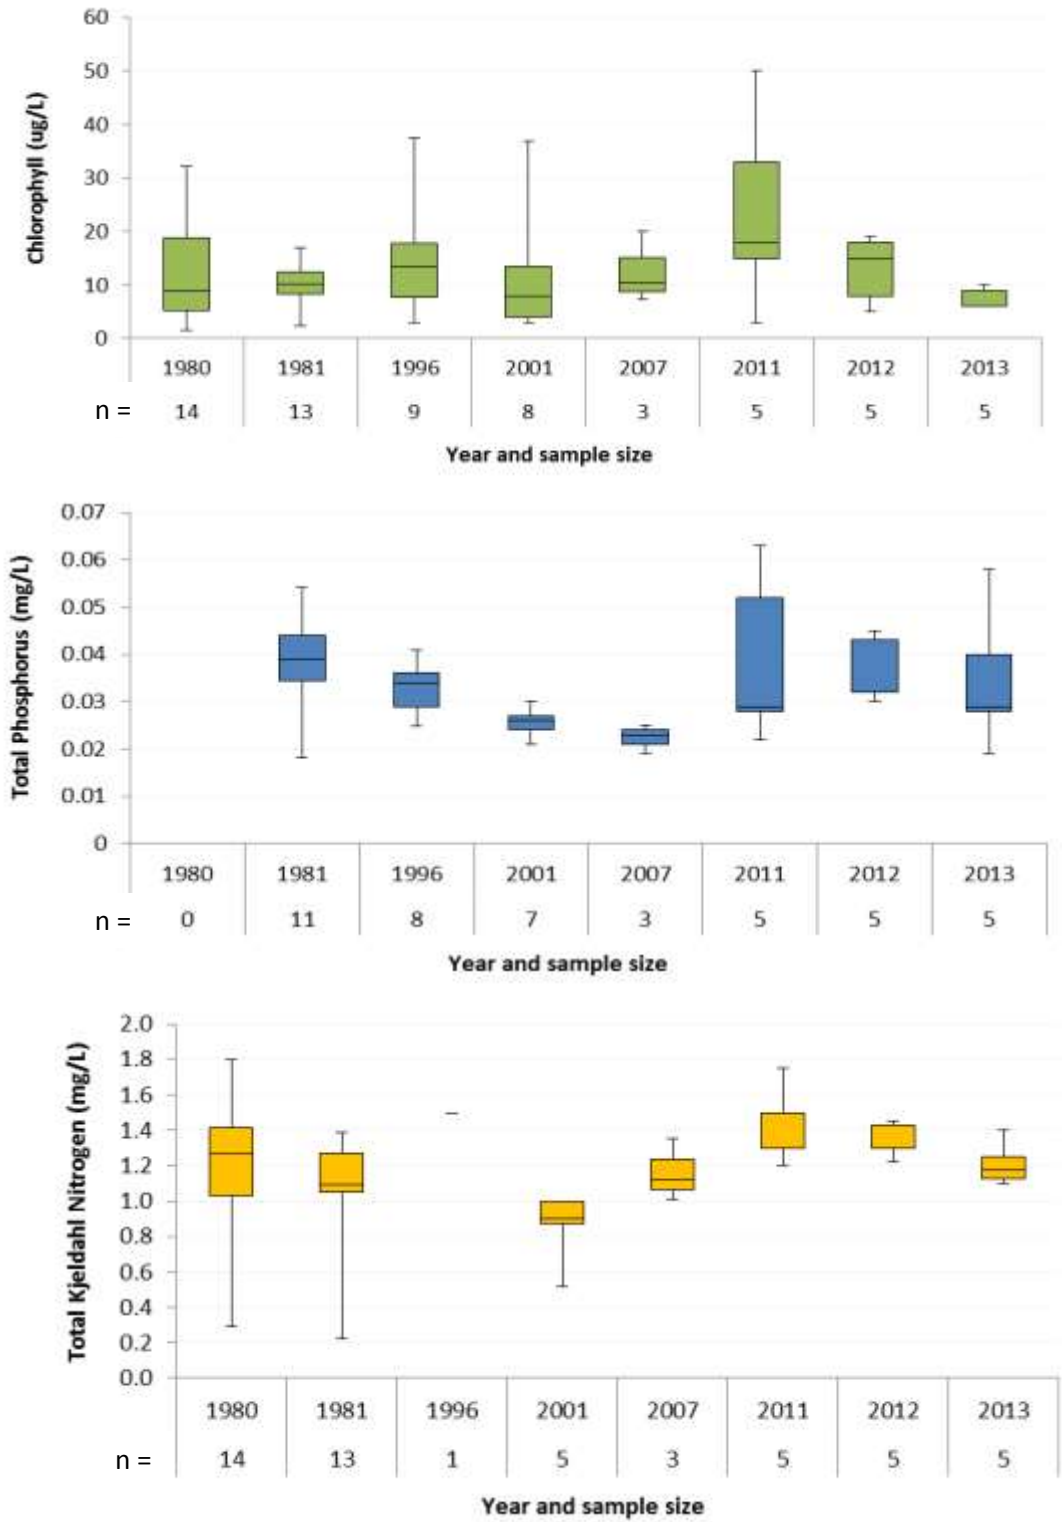 Chlorophyll (ug/L)
60
50
40
30
20
10
0
1980 1981 1996 2001 2007 2011 2012 2013
n = 14 13 9 8 3 5 5 5
Year and sample size
Total Phosphorus (mg/L)
0.07
0.06
0.05
0.04
0.03
0.02
0.01
0
1980 1981 1996 2001 2007 2011 2012 2013
n = 0 11 8 7 3 5 5 5
Year and sample size
Total Kjeldahl Nitrogen (mg/L)
2.0
1.8
1.6
1.4
1.2
1.0
0.8
0.6
0.4
0.2
0.0
1980 1981 1996 2001 2007 2011 2012 2013
n = 14 13 1 5 3 5 5 5
Year and sample size